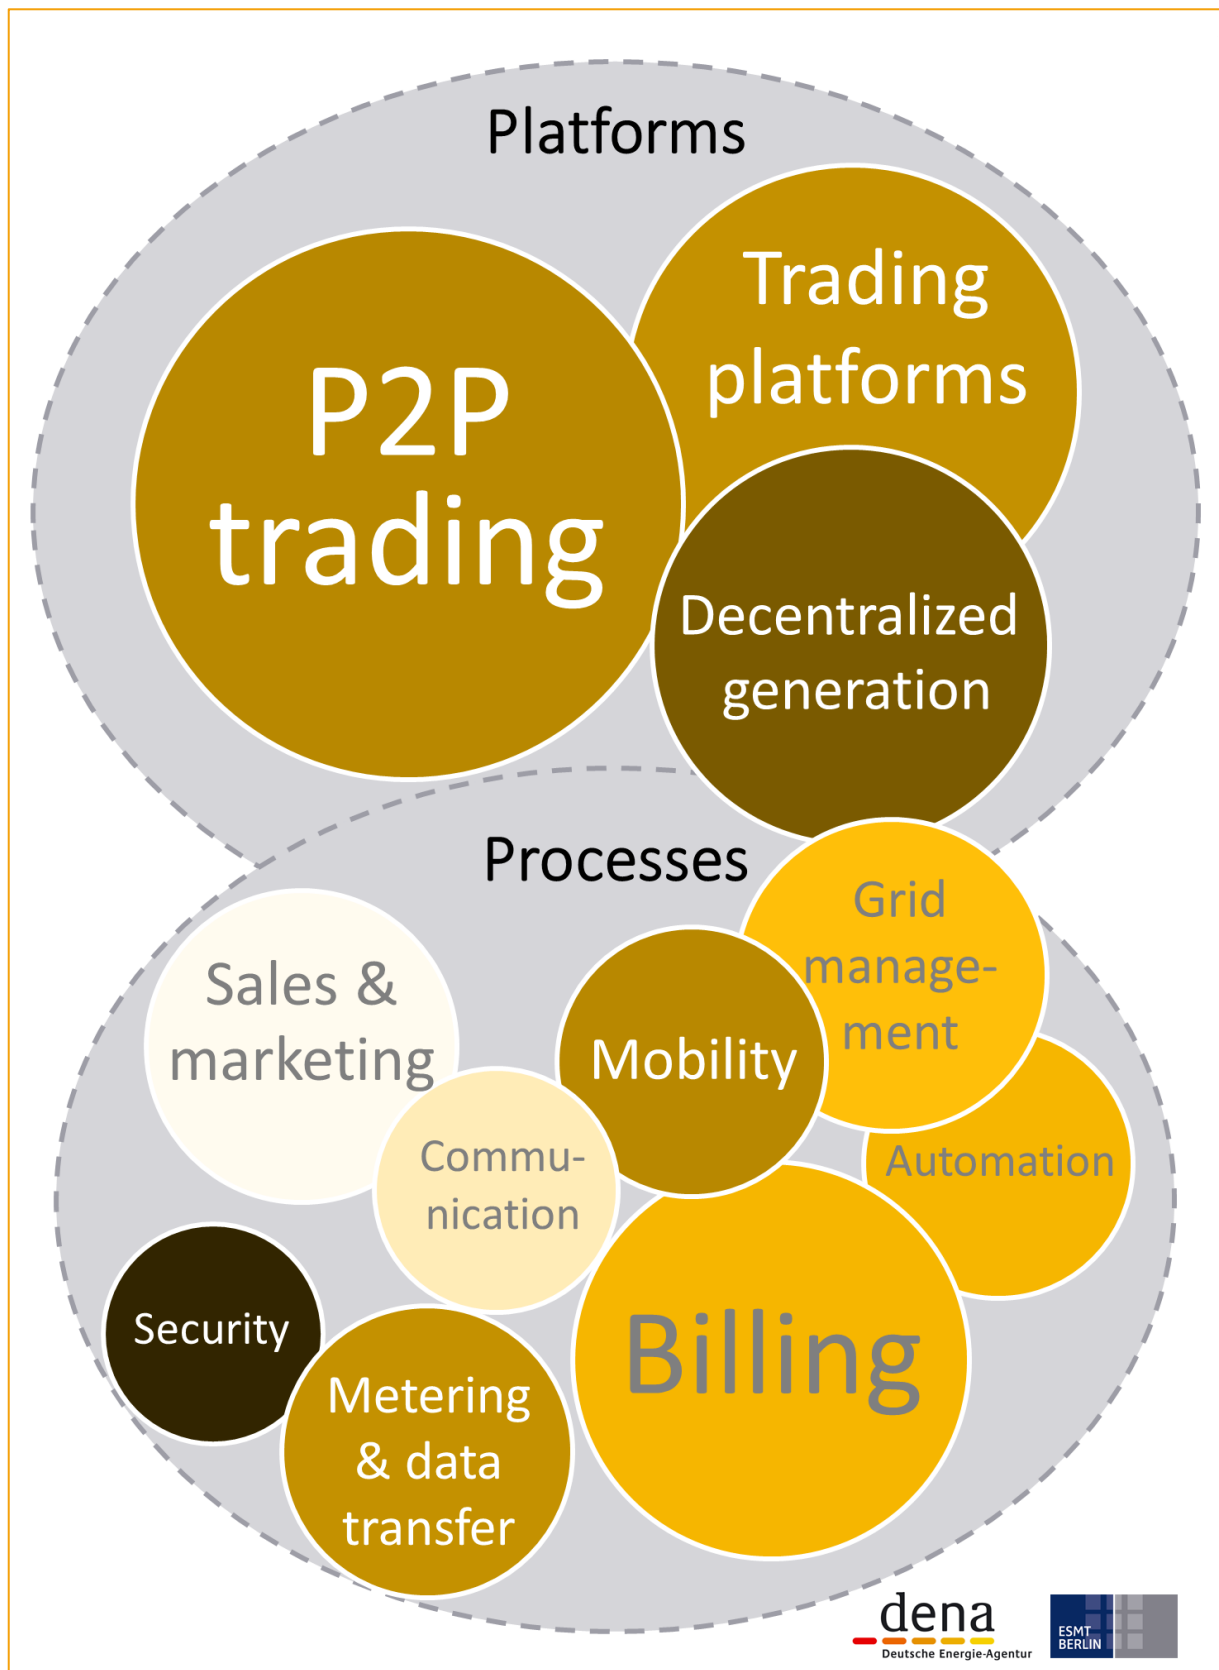 Platforms
Trading
platforms
P2P
trading
Decentralized
generation
Processes
Grid
manage-
ment
Sales &
marketing
Mobility
Commu-
nication
Automation
Security
Billing
Metering
& data
transfer
dena
Deutsche Energie-Agentur
ESMT
BERLIN